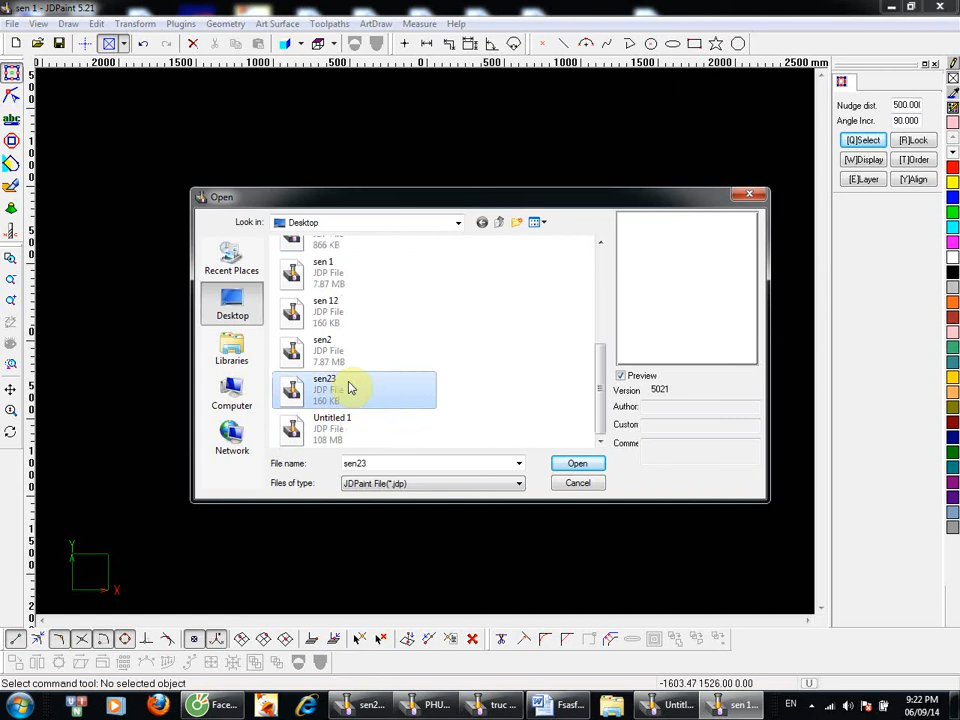 sen 1 - JDPaint 5.21
File View Draw Edit Transform Plugins Geometry Art Surface Toolpaths ArtDraw Measure Help
2000 1500 1000 500 0 500 1000 1500 2000 2500 mm
Nudge dist. 500.000
Angle Incr. 90.000
[Q]Select [R]Lock
[W]Display [T]Order
[E]Layer [Y]Align
abc
Open
Look in: Desktop
Recent Places
Desktop
Libraries
Computer
Network
866 KB
sen 1
JDP File
7.87 MB
sen 12
JDP File
160 KB
sen2
JDP File
7.87 MB
sen23
JDP File
160 KB
Untitled 1
JDP File
108 MB
Preview
Version 5021
Author:
Custom
Comme
File name: sen23 Open
Files of type: JDPaint File(*.jdp) Cancel
Y
X
Select command tool: No selected object -1603.47 1526.00 0.00 U
Face... sen2... PHU... truc ... Fsasf... Untitl... sen 1... EN
9:22 PM
06/09/14